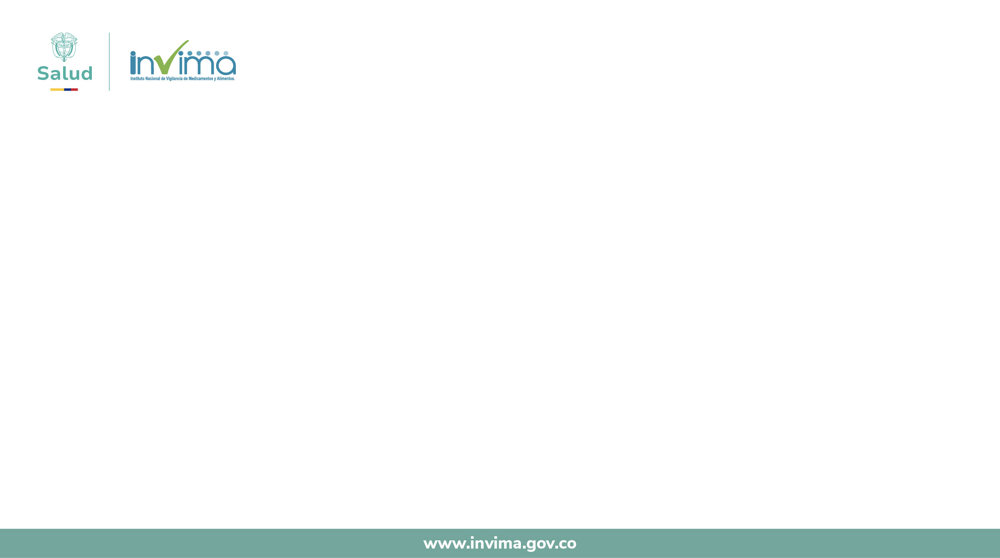 Salud
invima
Instituto Nacional de Vigilancia de Medicamentos y Alimentos.
www.invima.gov.co